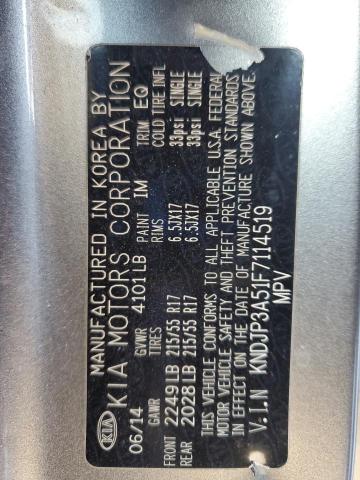 MANUFACTURED IN KOREA BY
KIA KIA MOTORS CORPORATION
06/14 GVWR 4101LB PAINT IM TRIM EQ
GAWR TIRES RIMS COLD TIRE INFL
FRONT 2249LB 215/55 R17 6.5JX17 33psi SINGLE
REAR 2028LB 215/55 R17 6.5JX17 33psi SINGLE
THIS VEHICLE CONFORMS TO ALL APPLICABLE U.S.A. FEDERAL
MOTOR VEHICLE SAFETY AND THEFT PREVENTION STANDARDS
IN EFFECT ON THE DATE OF MANUFACTURE SHOWN ABOVE.
V.I.N KNDJP3A51F7114519
MPV